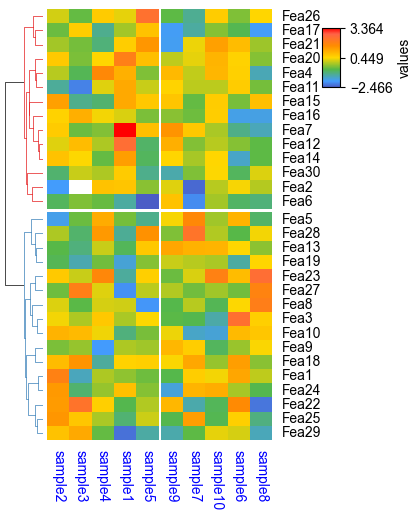 Fea26
Fea17
Fea21
Fea20
Fea4
Fea11
Fea15
Fea16
Fea7
Fea12
Fea14
Fea30
Fea2
Fea6
Fea5
Fea28
Fea13
Fea19
Fea23
Fea27
Fea8
Fea3
Fea10
Fea9
Fea18
Fea1
Fea24
Fea22
Fea25
Fea29
sample2
sample3
sample4
sample1
sample5
sample9
sample7
sample10
sample6
sample8
3.364
0.449
−2.466
values